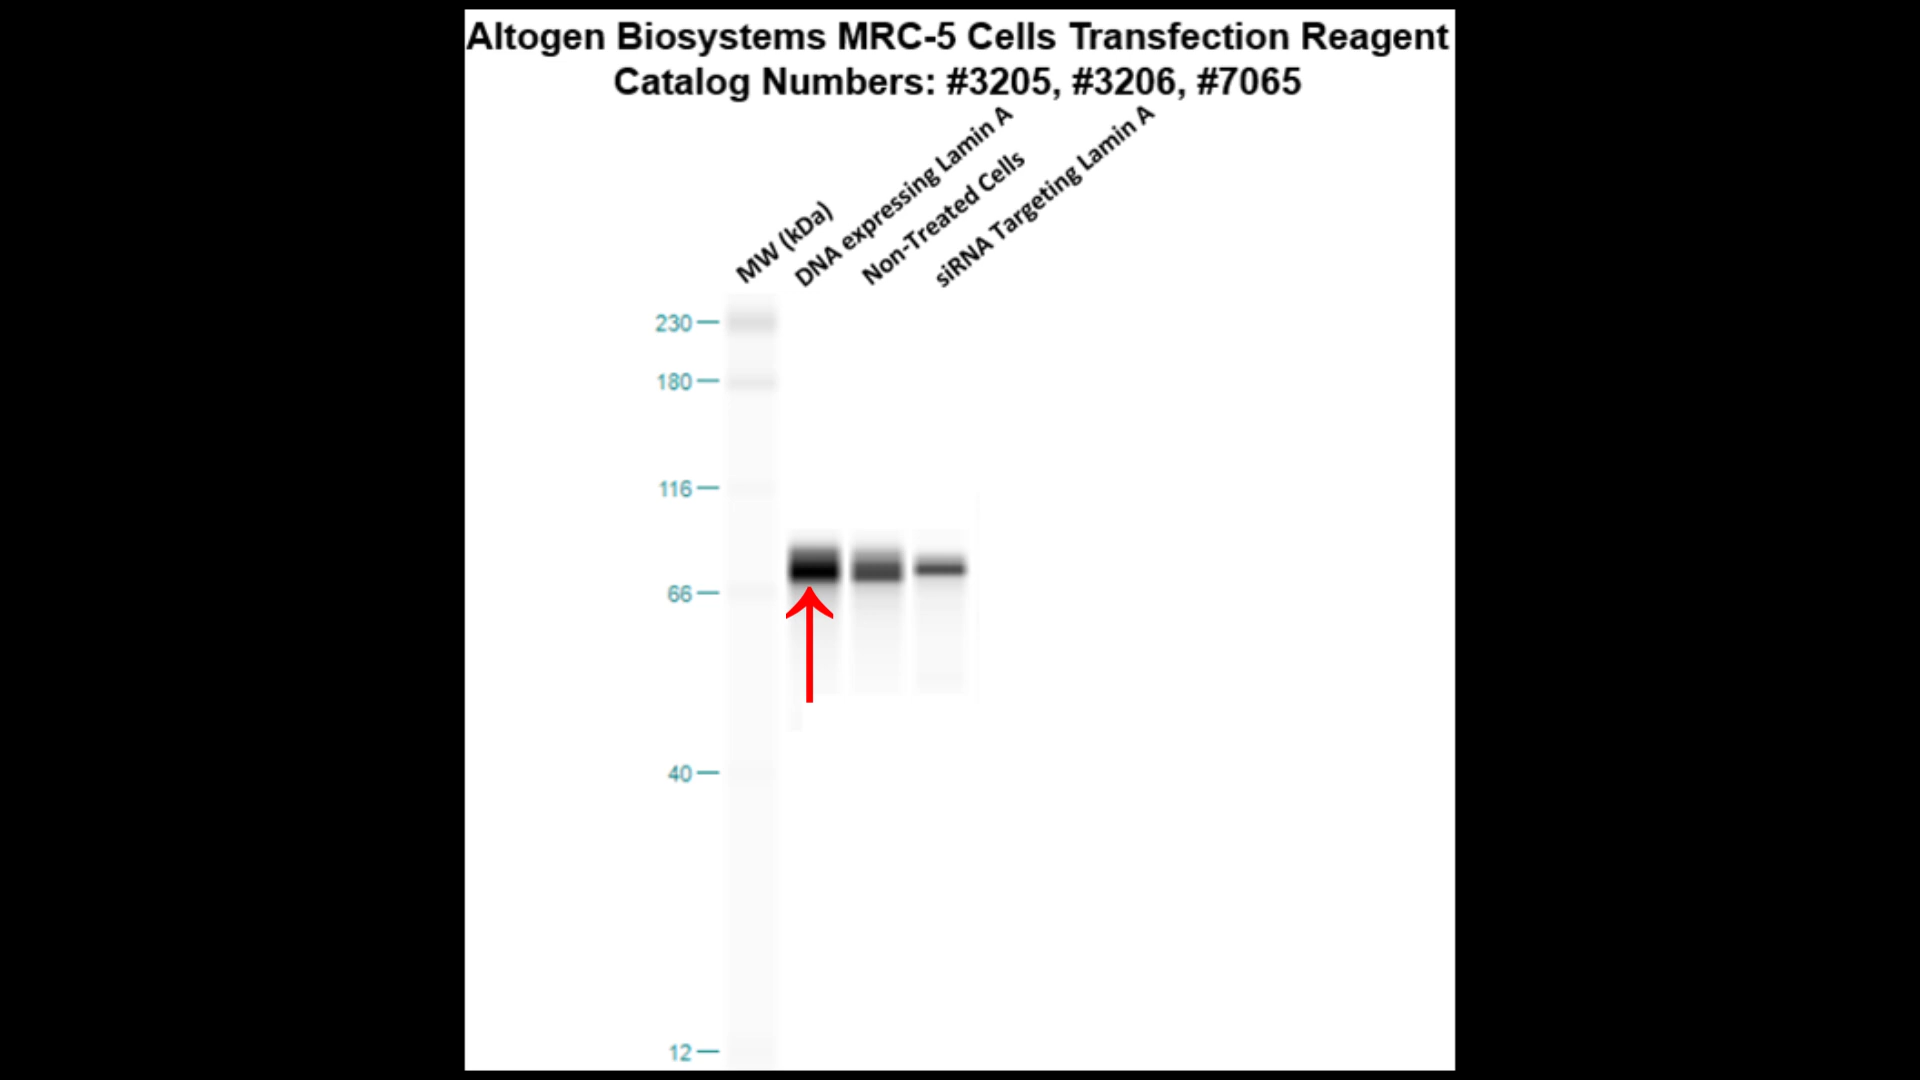 Altogen Biosystems MRC-5 Cells Transfection Reagent
Catalog Numbers: #3205, #3206, #7065
MW (kDa)
DNA expressing Lamin A
Non-Treated Cells
siRNA Targeting Lamin A
230
180
116
66
40
12